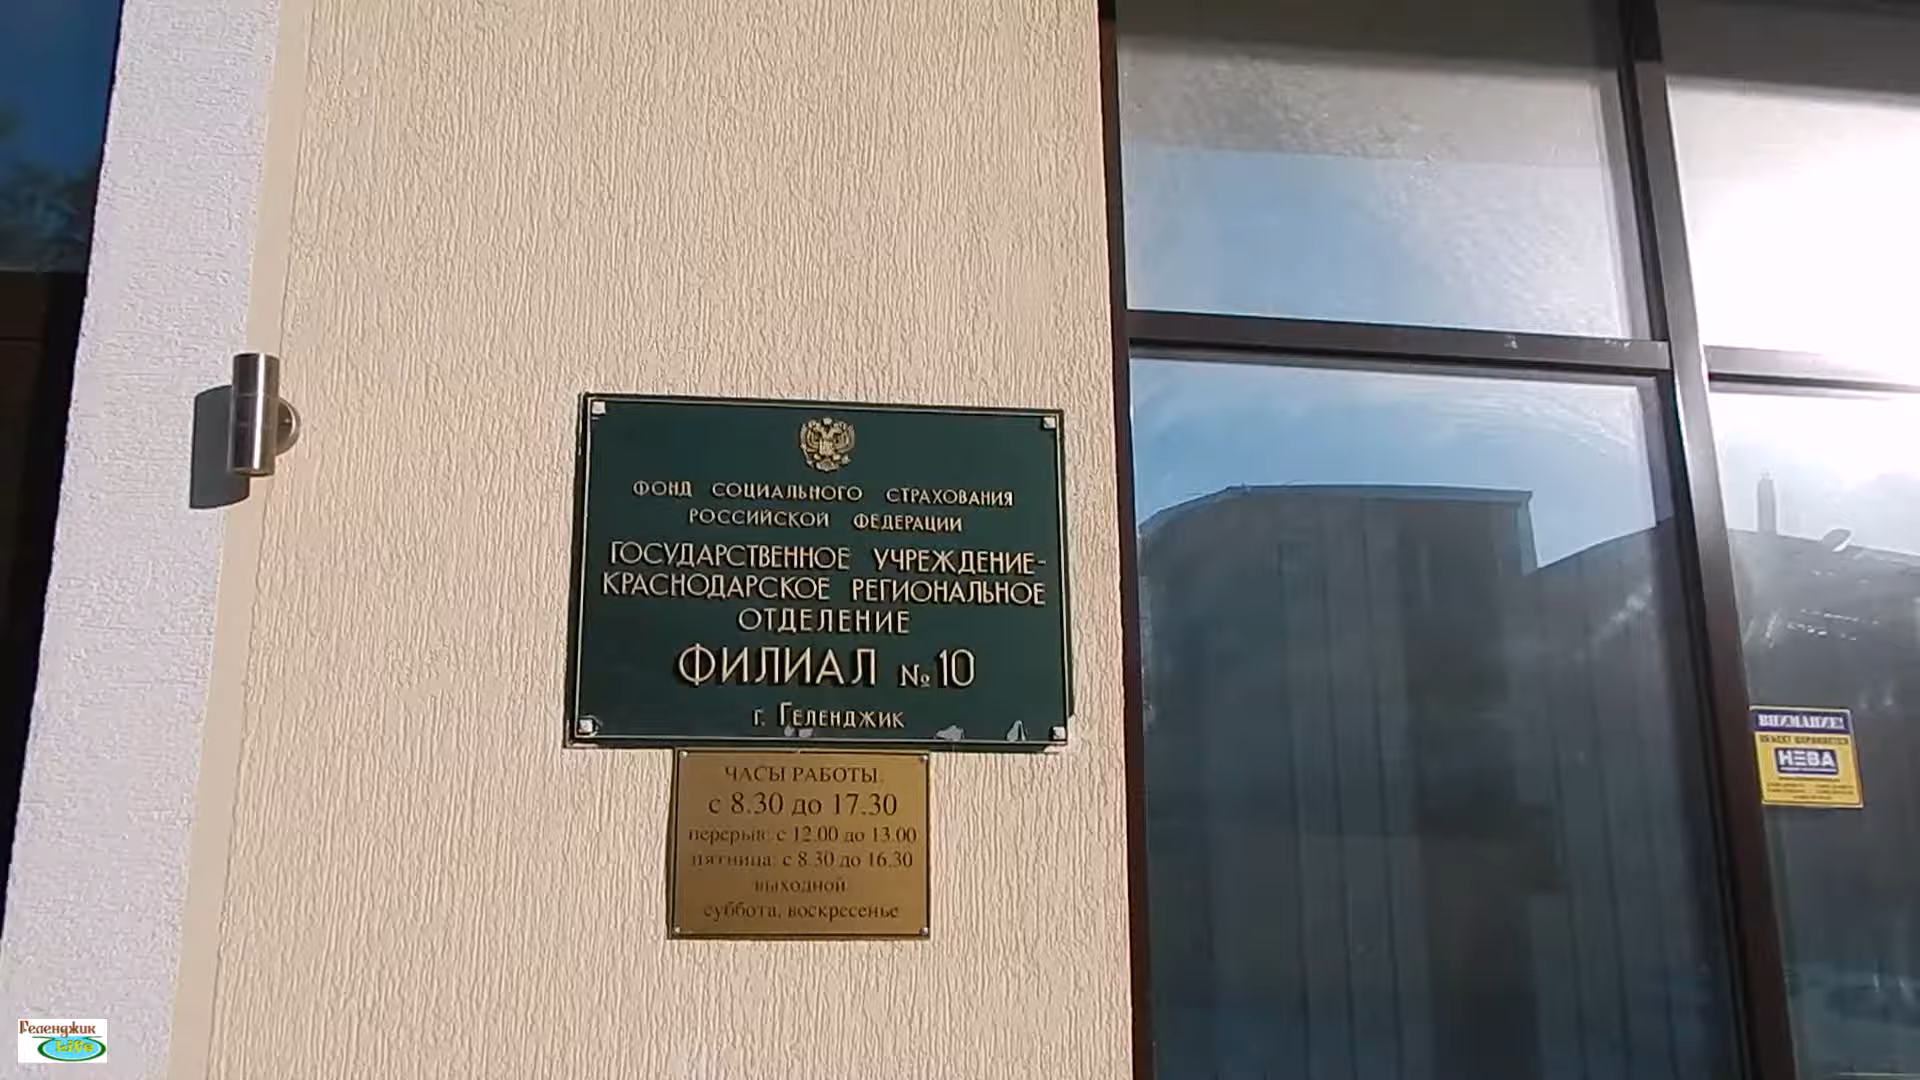 ФОНД СОЦИАЛЬНОГО СТРАХОВАНИЯ
РОССИЙСКОЙ ФЕДЕРАЦИИ
ГОСУДАРСТВЕННОЕ УЧРЕЖДЕНИЕ-
КРАСНОДАРСКОЕ РЕГИОНАЛЬНОЕ
ОТДЕЛЕНИЕ
ФИЛИАЛ №10
г. Геленджик
ЧАСЫ РАБОТЫ:
с 8.30 до 17.30
перерыв: с 12.00 до 13.00
пятница: с 8.30 до 16.30
выходной
суббота, воскресенье
ВНИМАНИЕ!
ОБЪЕКТ ОХРАНЯЕТСЯ
НЕВА
Геленджик
Life